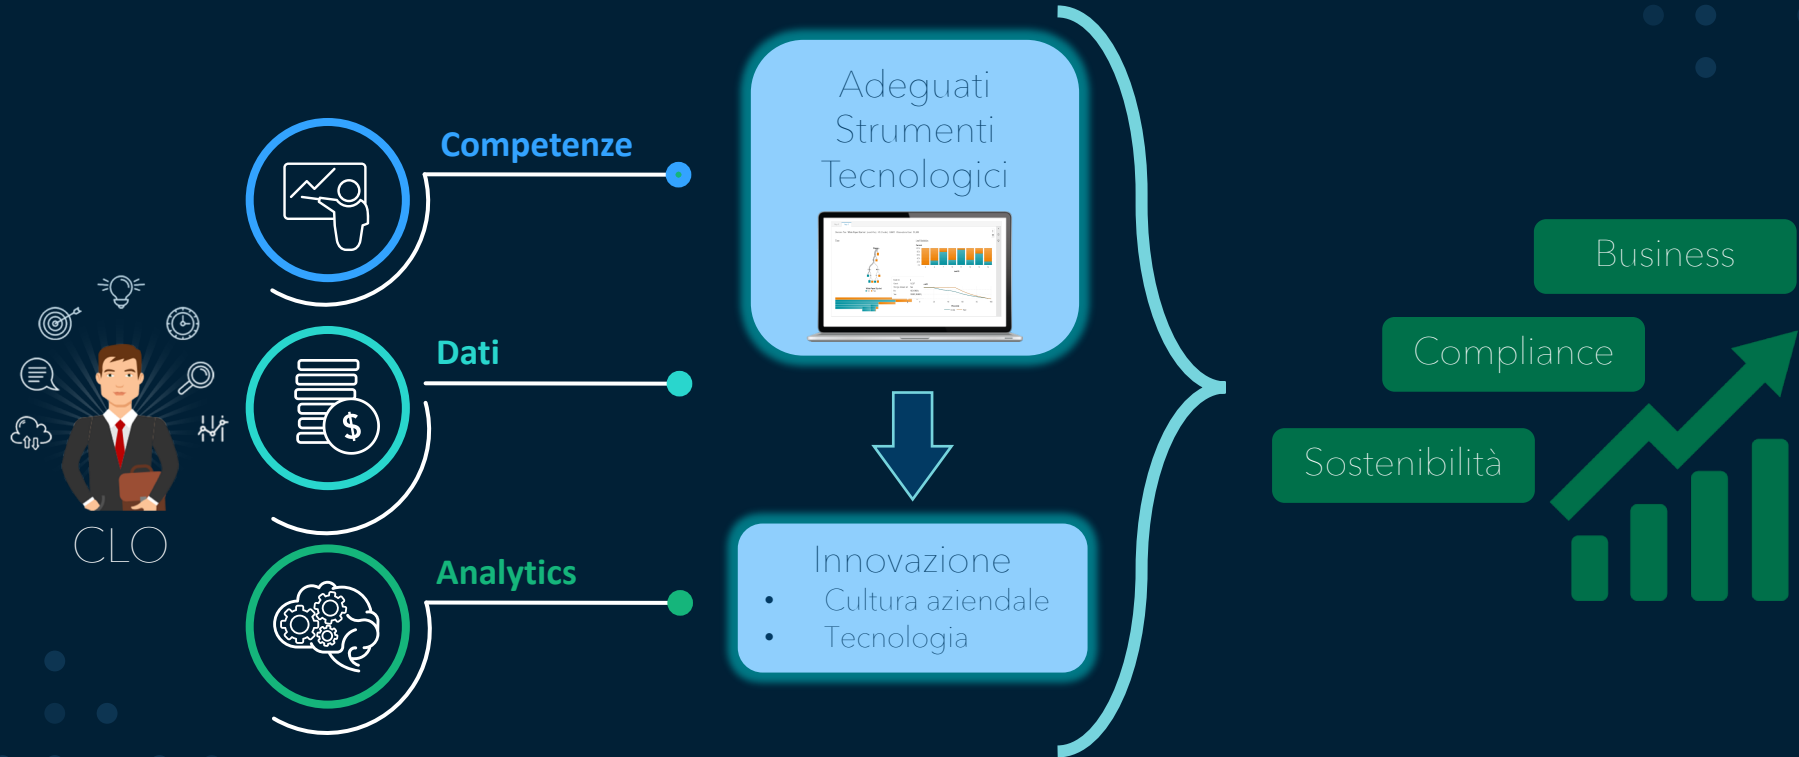 CLO
Competenze
Dati
$
Analytics
Adeguati
Strumenti
Tecnologici
Innovazione
• Cultura aziendale
• Tecnologia
Business
Compliance
Sostenibilità